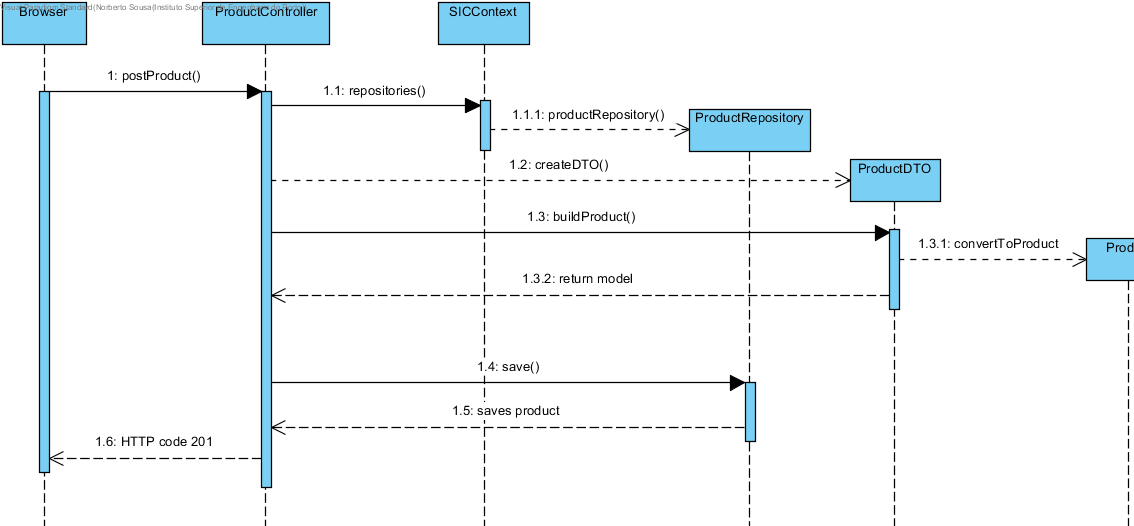 Visual Paradigm Standard(Norberto Sousa(Instituto Superior de Engenharia do Porto))
Browser
ProductController
SICContext
1: postProduct()
1.1: repositories()
1.1.1: productRepository()
ProductRepository
1.2: createDTO()
ProductDTO
1.3: buildProduct()
1.3.1: convertToProduct
Prod
1.3.2: return model
1.4: save()
1.5: saves product
1.6: HTTP code 201